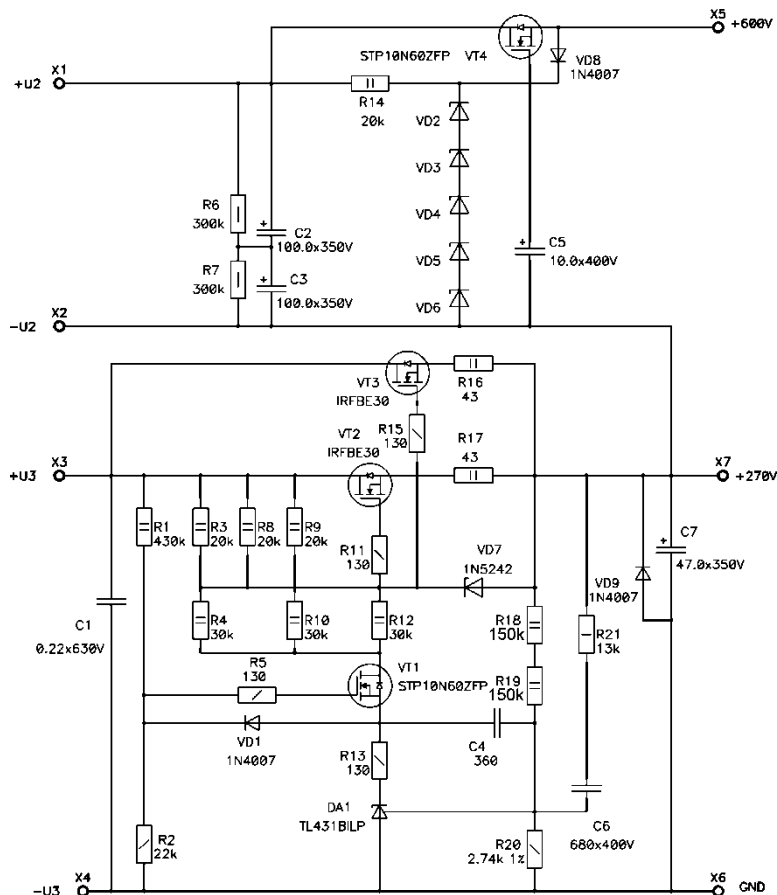 X5
+600V
STP10N60ZFP VT4
VD8
1N4007
X1
+U2
R14
20k
VD2
VD3
VD4
VD5
VD6
R6
300k
+
C2
100.0x350V
R7
300k
+
C3
100.0x350V
+
C5
10.0x400V
X2
-U2
VT3
IRFBE30
R16
43
R15
130
VT2
IRFBE30
R17
43
X3
+U3
X7
+270V
R1
430k
R3
20k
R8
20k
R9
20k
R11
130
VD7
1N5242
+
C7
47.0x350V
VD9
1N4007
C1
0.22x630V
R4
30k
R10
30k
R12
30k
R18
150k
R21
13k
R5
130
VT1
STP10N60ZFP
R19
150k
VD1
1N4007
C4
360
R13
130
DA1
TL431BILP
C6
680x400V
R2
22k
R20
2.74k 1%
X4
-U3
X6
GND